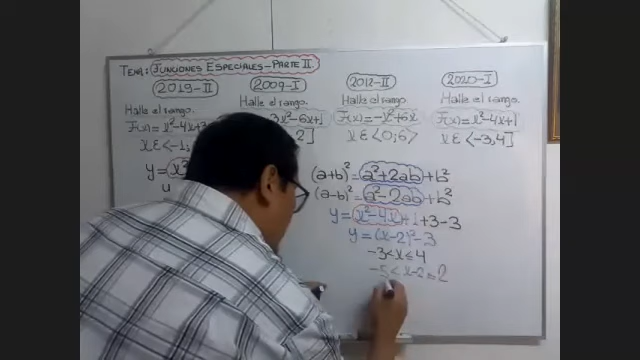 TEMA: FUNCIONES ESPECIALES-PARTE II
2019-II
Halle el rango.
F(x)= x²-4x+3
x ∈ <-1;
y =
2009-I
Halle el rango.
3x²-6x+1
2]
2012-II
Halle el rango.
F(x)= -x²+6x
x ∈ <0;6>
2020-I
Halle el rango.
F(x)= x²-4x+1
x ∈ <-3,4]
(a+b)² = a²+2ab+b²
(a-b)² = a²-2ab+b²
y = x²-4x+1+3-3
y = (x-2)²-3
-3<x≤4
-5<x-2≤2